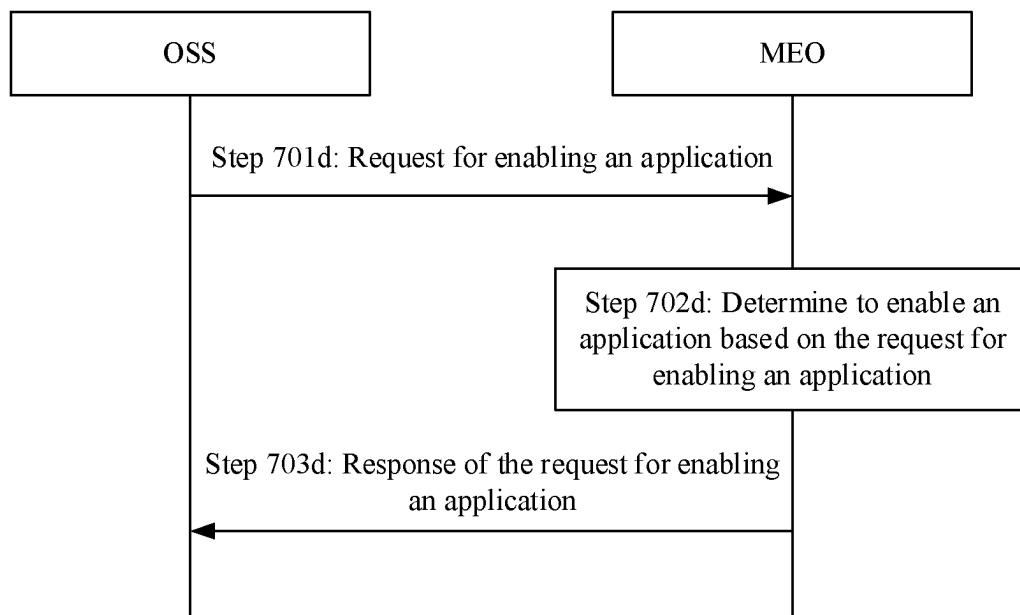 OSS
MEO
Step 701d: Request for enabling an application
Step 702d: Determine to enable an
application based on the request for
enabling an application
Step 703d: Response of the request for enabling
an application